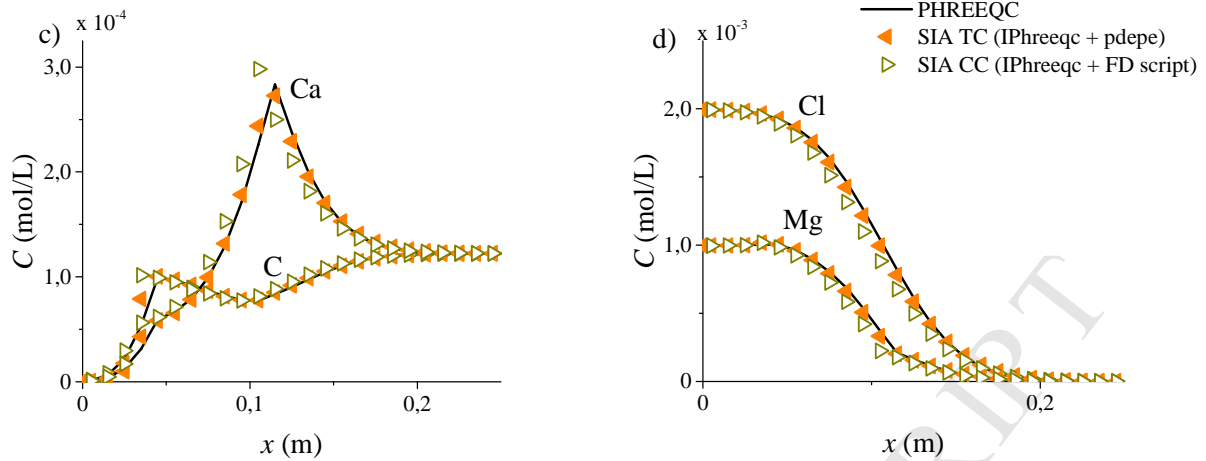 PHREEQC
SIA TC (IPhreeqc + pdepe)
SIA CC (IPhreeqc + FD script)
c)
x 10⁻⁴
3,0
2,0
1,0
0
C (mol/L)
Ca
C
0
0,1
0,2
x (m)
d)
x 10⁻³
2,0
1,0
0
C (mol/L)
Cl
Mg
0
0,2
x (m)
RIPT